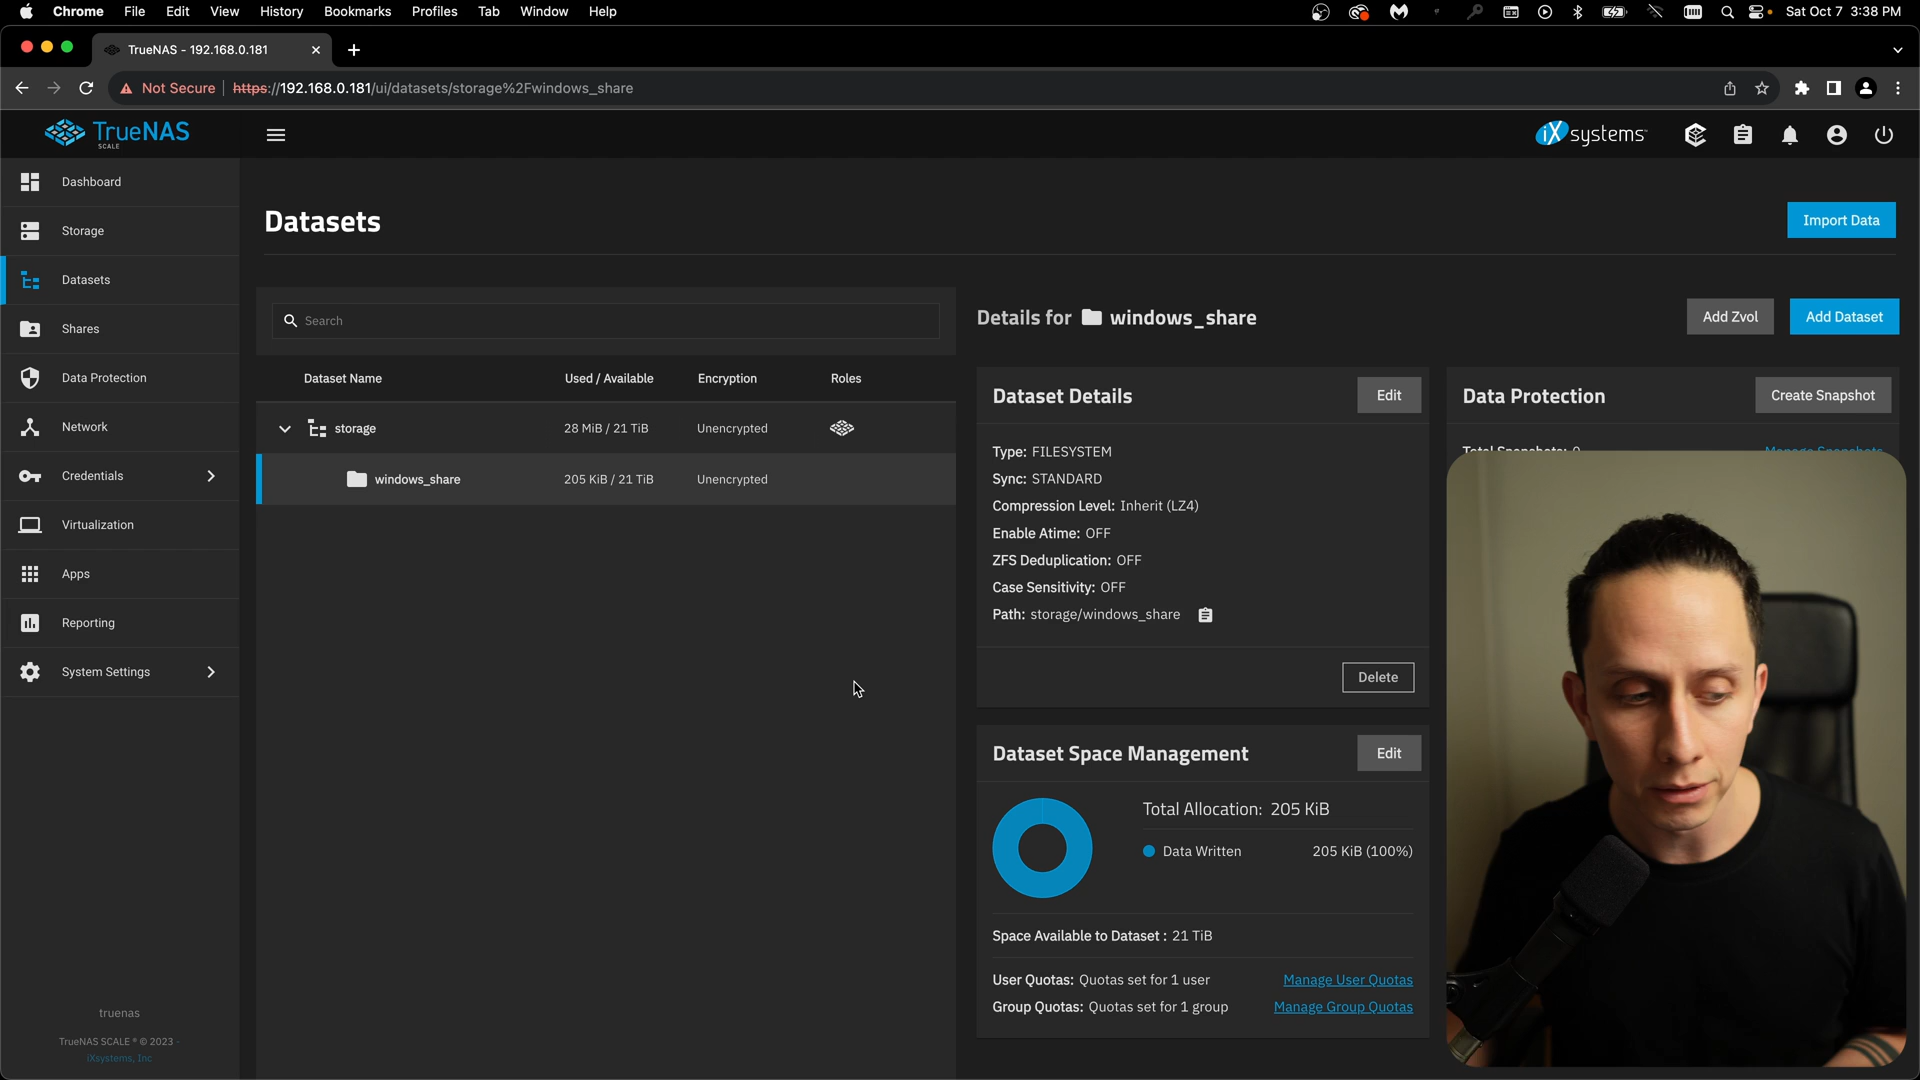 Chrome File Edit View History Bookmarks Profiles Tab Window Help Sat Oct 7 3:38 PM
TrueNAS - 192.168.0.181
Not Secure https://192.168.0.181/ui/datasets/storage%2Fwindows_share
TrueNAS
SCALE
iXsystems
Dashboard
Storage
Datasets
Shares
Data Protection
Network
Credentials
Virtualization
Apps
Reporting
System Settings
truenas
TrueNAS SCALE ® © 2023 -
iXsystems, Inc
Datasets
Import Data
Search
Dataset Name Used / Available Encryption Roles
storage 28 MiB / 21 TiB Unencrypted
windows_share 205 KiB / 21 TiB Unencrypted
Details for windows_share
Add Zvol
Add Dataset
Dataset Details
Edit
Type: FILESYSTEM
Sync: STANDARD
Compression Level: Inherit (LZ4)
Enable Atime: OFF
ZFS Deduplication: OFF
Case Sensitivity: OFF
Path: storage/windows_share
Delete
Dataset Space Management
Edit
Total Allocation: 205 KiB
Data Written 205 KiB (100%)
Space Available to Dataset : 21 TiB
User Quotas: Quotas set for 1 user Manage User Quotas
Group Quotas: Quotas set for 1 group Manage Group Quotas
Data Protection
Create Snapshot
Total Snapshots: 0 Manage Snapshots